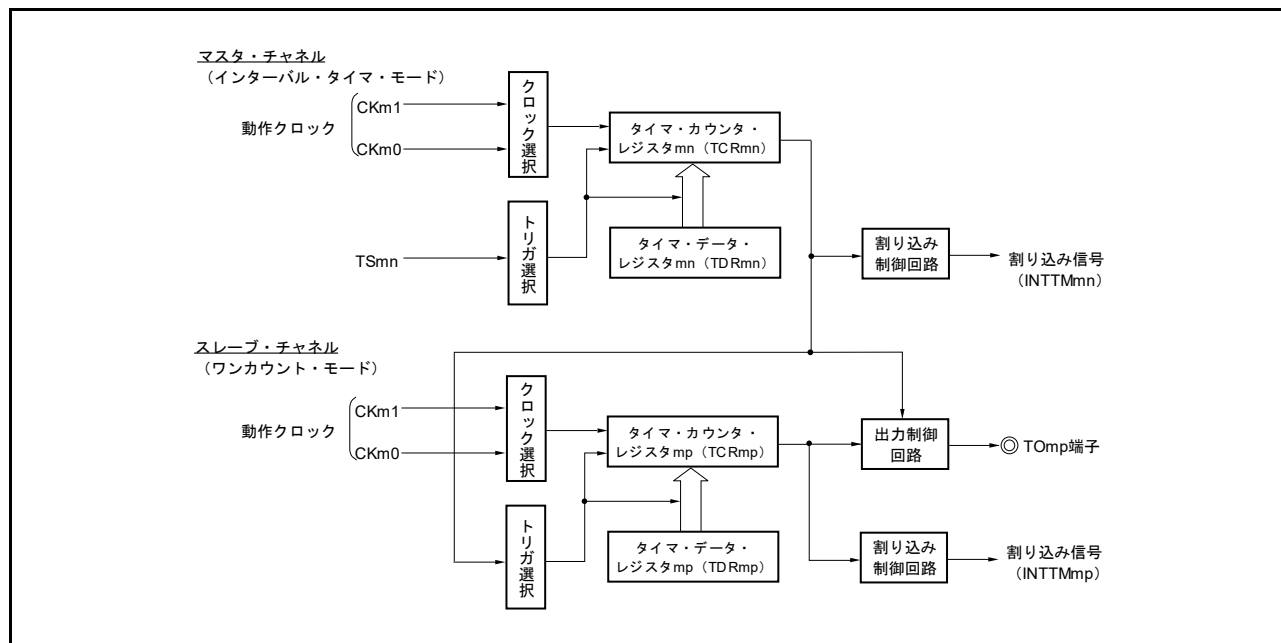 マスタ・チャネル
（インターバル・タイマ・モード）
動作クロック
CKm1
CKm0
クロック選択
タイマ・カウンタ・
レジスタmn（TCRmn）
TSmn
トリガ選択
タイマ・データ・
レジスタmn（TDRmn）
割り込み
制御回路
割り込み信号
（INTTMmn）
スレーブ・チャネル
（ワンカウント・モード）
動作クロック
CKm1
CKm0
クロック選択
タイマ・カウンタ・
レジスタmp（TCRmp）
出力制御
回路
TOmp端子
トリガ選択
タイマ・データ・
レジスタmp（TDRmp）
割り込み
制御回路
割り込み信号
（INTTMmp）